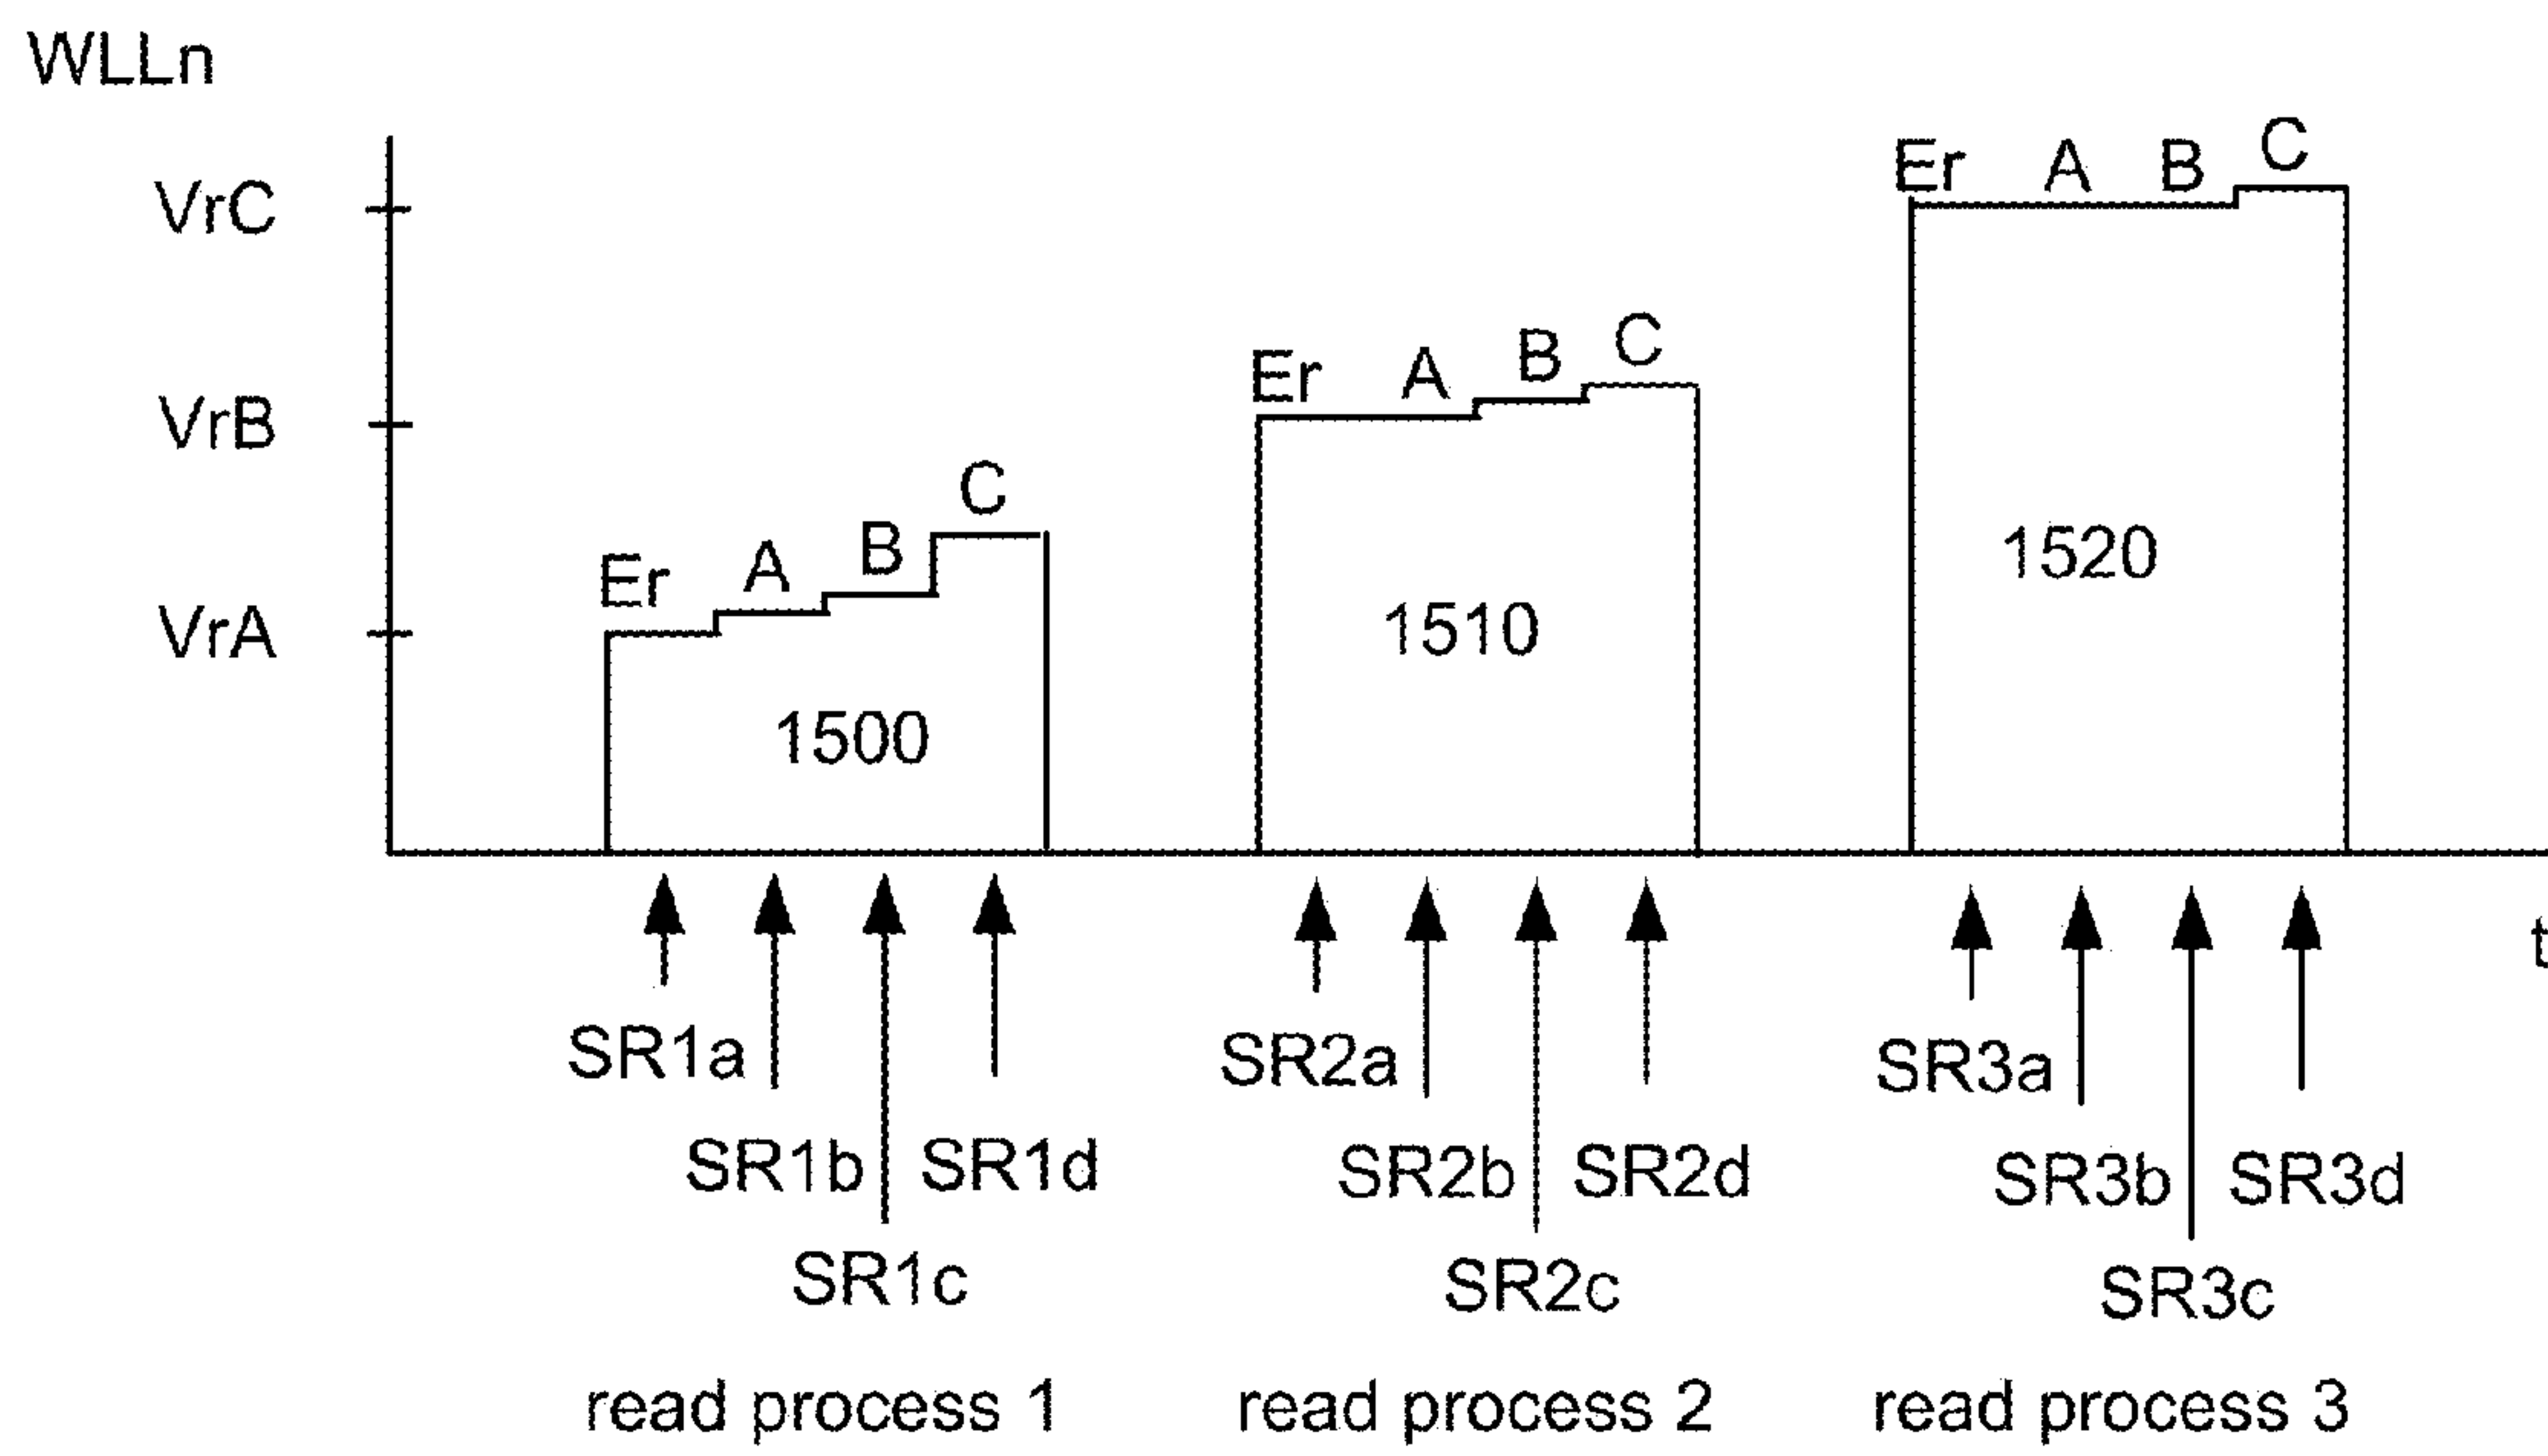 WLLn
VrC
VrB
VrA
Er A B C
Er A B C
Er A B C
1500
1510
1520
t
SR1a
SR1b SR1d
SR1c
SR2a
SR2b SR2d
SR2c
SR3a
SR3b SR3d
SR3c
read process 1
read process 2
read process 3